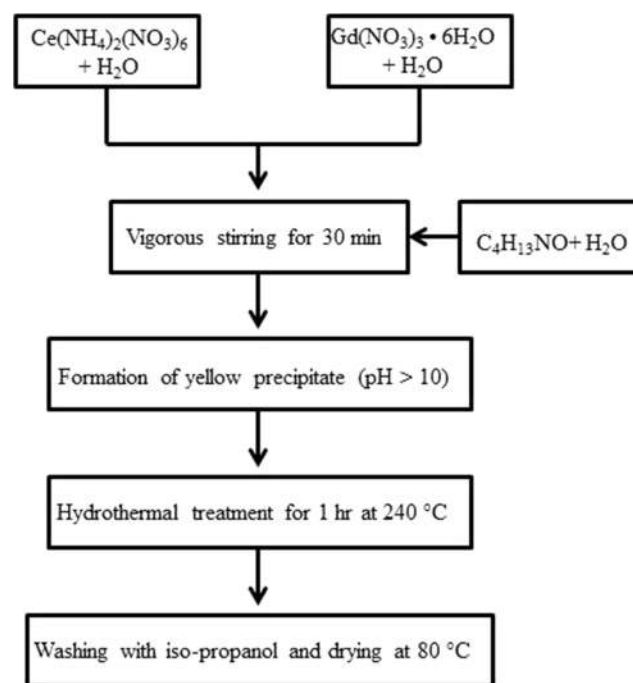 Ce(NH₄)₂(NO₃)₆
+ H₂O
Gd(NO₃)₃ • 6H₂O
+ H₂O
Vigorous stirring for 30 min
C₄H₁₃NO+ H₂O
Formation of yellow precipitate (pH > 10)
Hydrothermal treatment for 1 hr at 240 °C
Washing with iso-propanol and drying at 80 °C